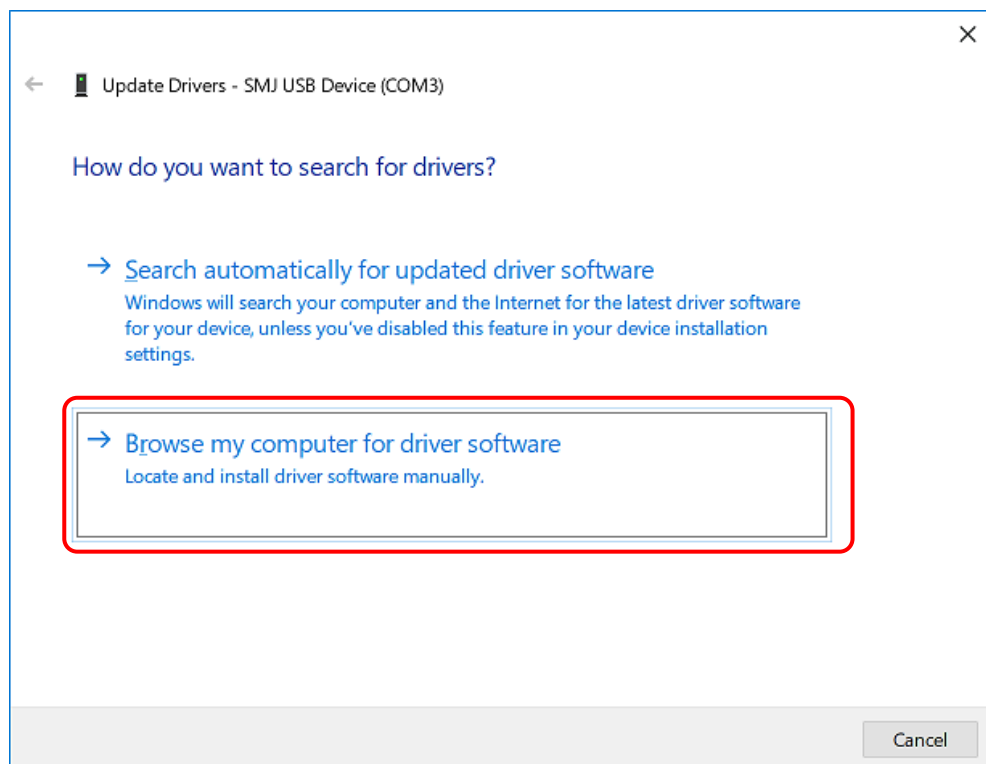 Update Drivers - SMJ USB Device (COM3)
How do you want to search for drivers?
Search automatically for updated driver software
Windows will search your computer and the Internet for the latest driver software
for your device, unless you've disabled this feature in your device installation
settings.
Browse my computer for driver software
Locate and install driver software manually.
Cancel